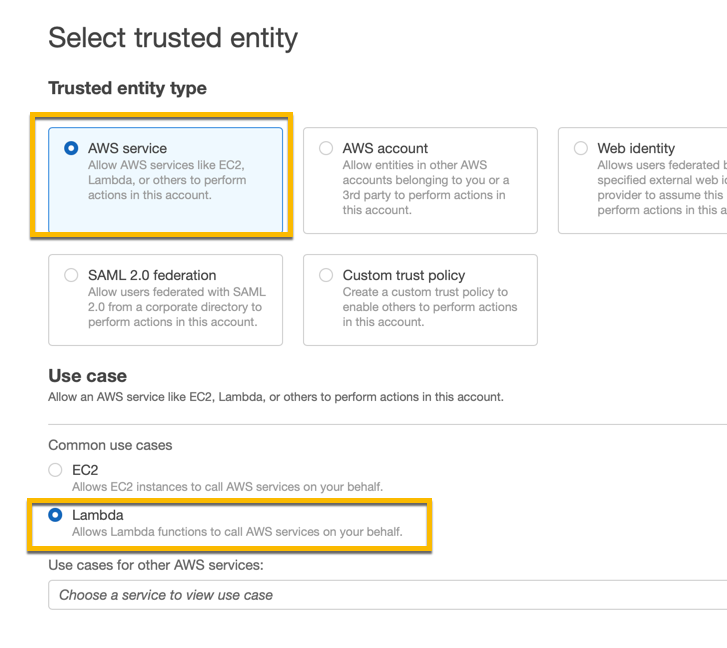 Select trusted entity
Trusted entity type
AWS service
Allow AWS services like EC2,
Lambda, or others to perform
actions in this account.
AWS account
Allow entities in other AWS
accounts belonging to you or a
3rd party to perform actions in
this account.
Web identity
Allows users federated
specified external web
provider to assume this
perform actions in this
SAML 2.0 federation
Allow users federated with SAML
2.0 from a corporate directory to
perform actions in this account.
Custom trust policy
Create a custom trust policy to
enable others to perform actions
in this account.
Use case
Allow an AWS service like EC2, Lambda, or others to perform actions in this account.
Common use cases
EC2
Allows EC2 instances to call AWS services on your behalf.
Lambda
Allows Lambda functions to call AWS services on your behalf.
Use cases for other AWS services:
Choose a service to view use case